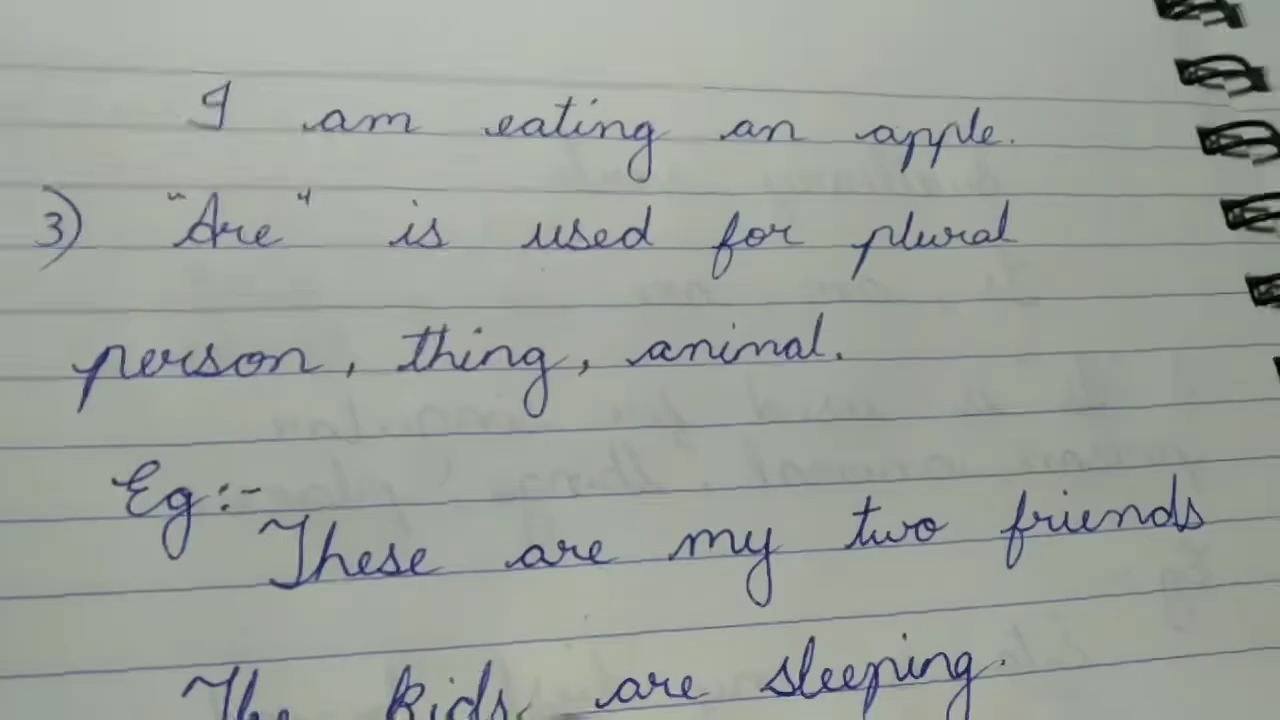 I am eating an apple.
3) "Are" is used for plural
person, thing, animal.
Eg:-
These are my two friends
The kids are sleeping.